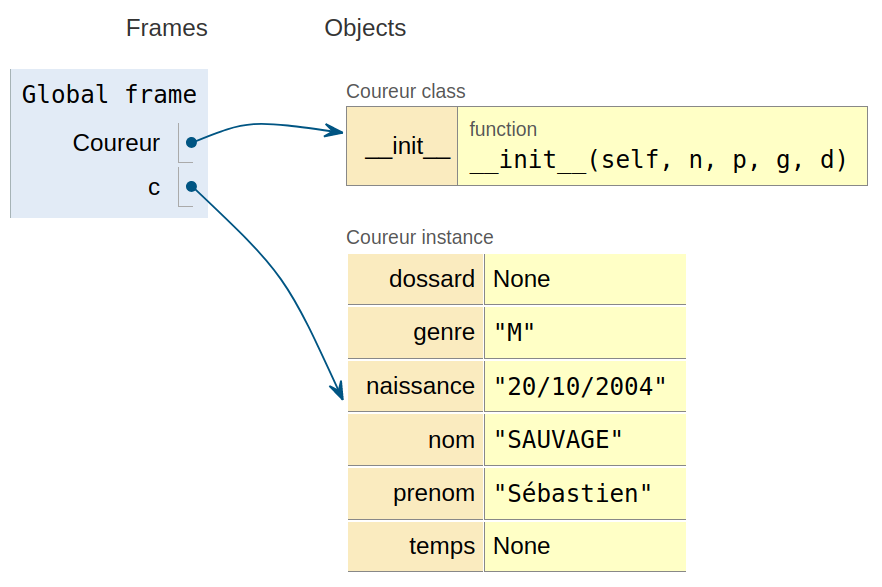 Frames Objects
Global frame
Coureur
c
Coureur class
__init__ function
__init__(self, n, p, g, d)
Coureur instance
dossard None
genre "M"
naissance "20/10/2004"
nom "SAUVAGE"
prenom "Sébastien"
temps None